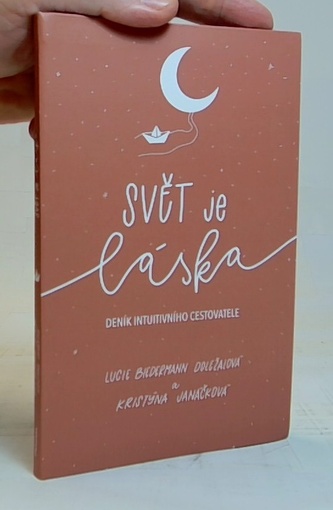 SVĚT je
láska
DENÍK INTUITIVNÍHO CESTOVATELE
LUCIE BIEDERMANN DOLEŽALOVÁ
a
KRISTÝNA JANÁČKOVÁ